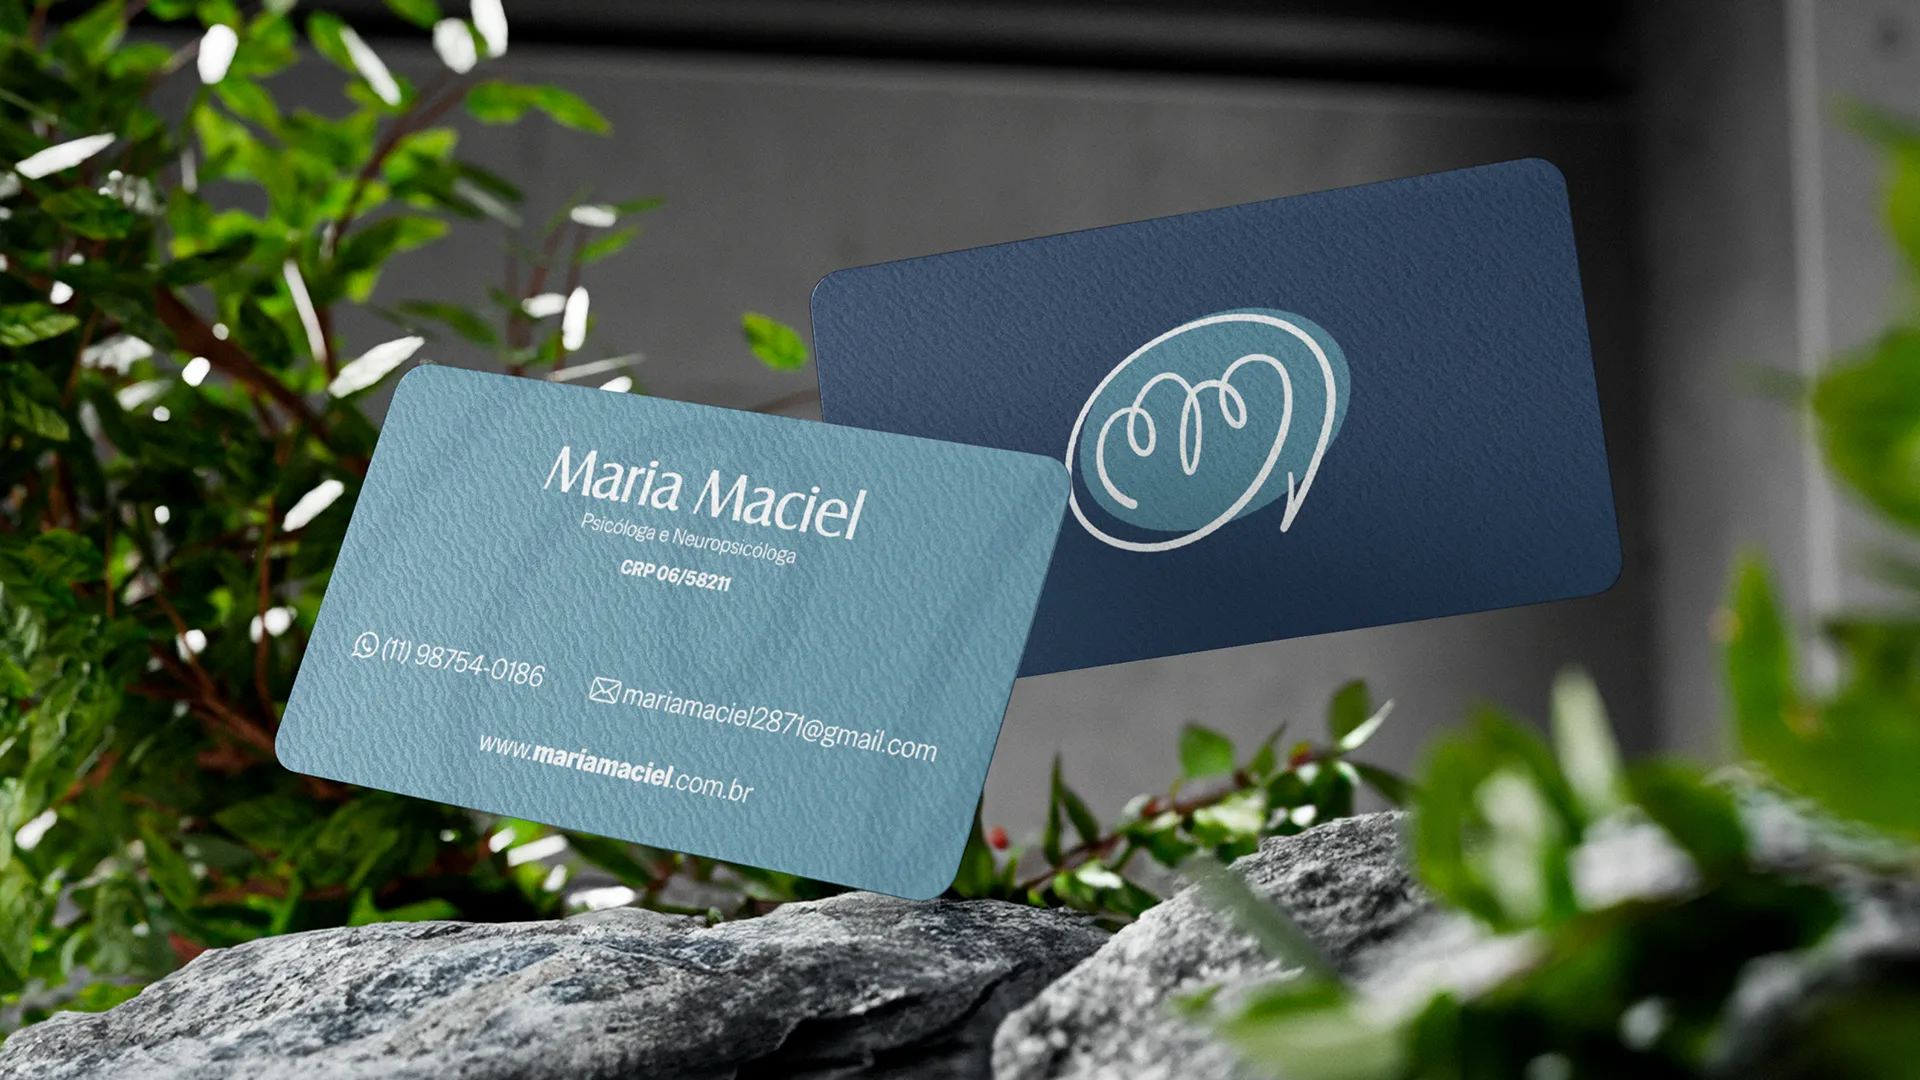 Maria Maciel
Psicóloga e Neuropsicóloga
CRP 06/58211
(11) 98754-0186
mariamaciel2871@gmail.com
www.mariamaciel.com.br